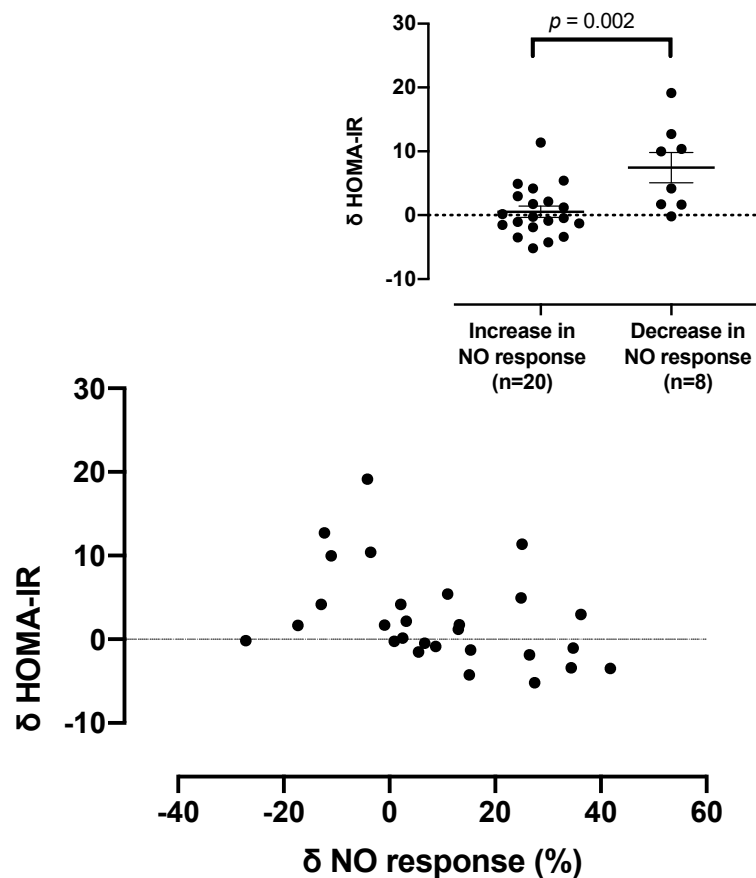 p = 0.002
30
20
10
0
-10
δ HOMA-IR
Increase in
NO response
(n=20)
Decrease in
NO response
(n=8)
30
20
10
0
-10
δ HOMA-IR
-40 -20 0 20 40 60
δ NO response (%)